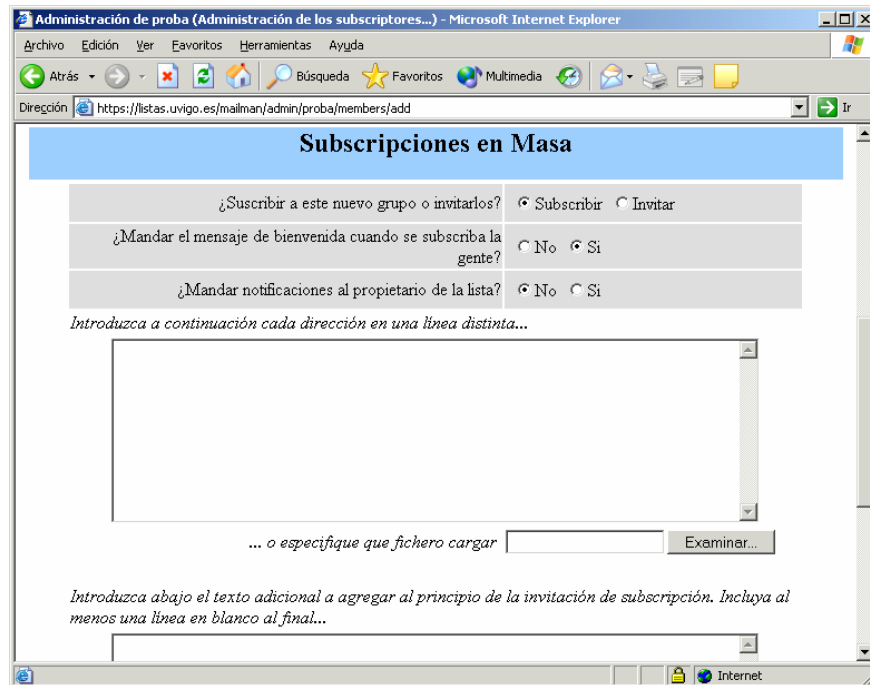 Administración de proba (Administración de los subscriptores...) - Microsoft Internet Explorer
Archivo Edición Ver Favoritos Herramientas Ayuda
Atrás Búsqueda Favoritos Multimedia
Dirección https://listas.uvigo.es/mailman/admin/proba/members/add Ir
Subscripciones en Masa
¿Suscribir a este nuevo grupo o invitarlos? Subscribir Invitar
¿Mandar el mensaje de bienvenida cuando se subscriba la
gente? No Si
¿Mandar notificaciones al propietario de la lista? No Si
Introduzca a continuación cada dirección en una línea distinta...
... o especifique que fichero cargar Examinar...
Introduzca abajo el texto adicional a agregar al principio de la invitación de subscripción. Incluya al
menos una línea en blanco al final...
Internet